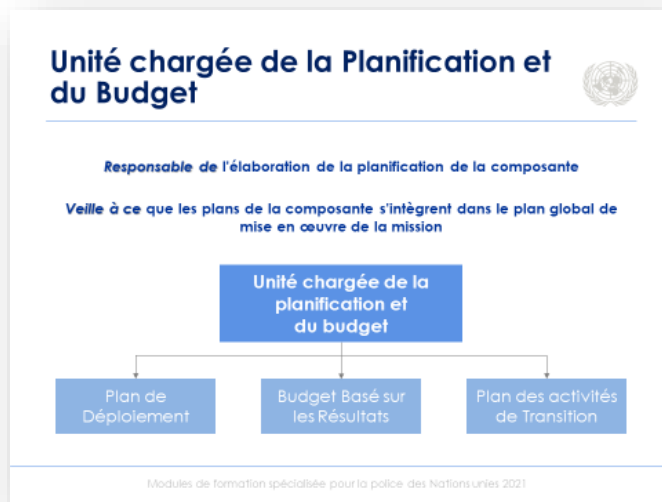 Unité chargée de la Planification et
du Budget
Responsable de l'élaboration de la planification de la composante
Veille à ce que les plans de la composante s'intègrent dans le plan global de
mise en œuvre de la mission
Unité chargée de la
planification et
du budget
Plan de
Déploiement
Budget Basé sur
les Résultats
Plan des activités
de Transition
Modules de formation spécialisée pour la police des Nations unies 2021